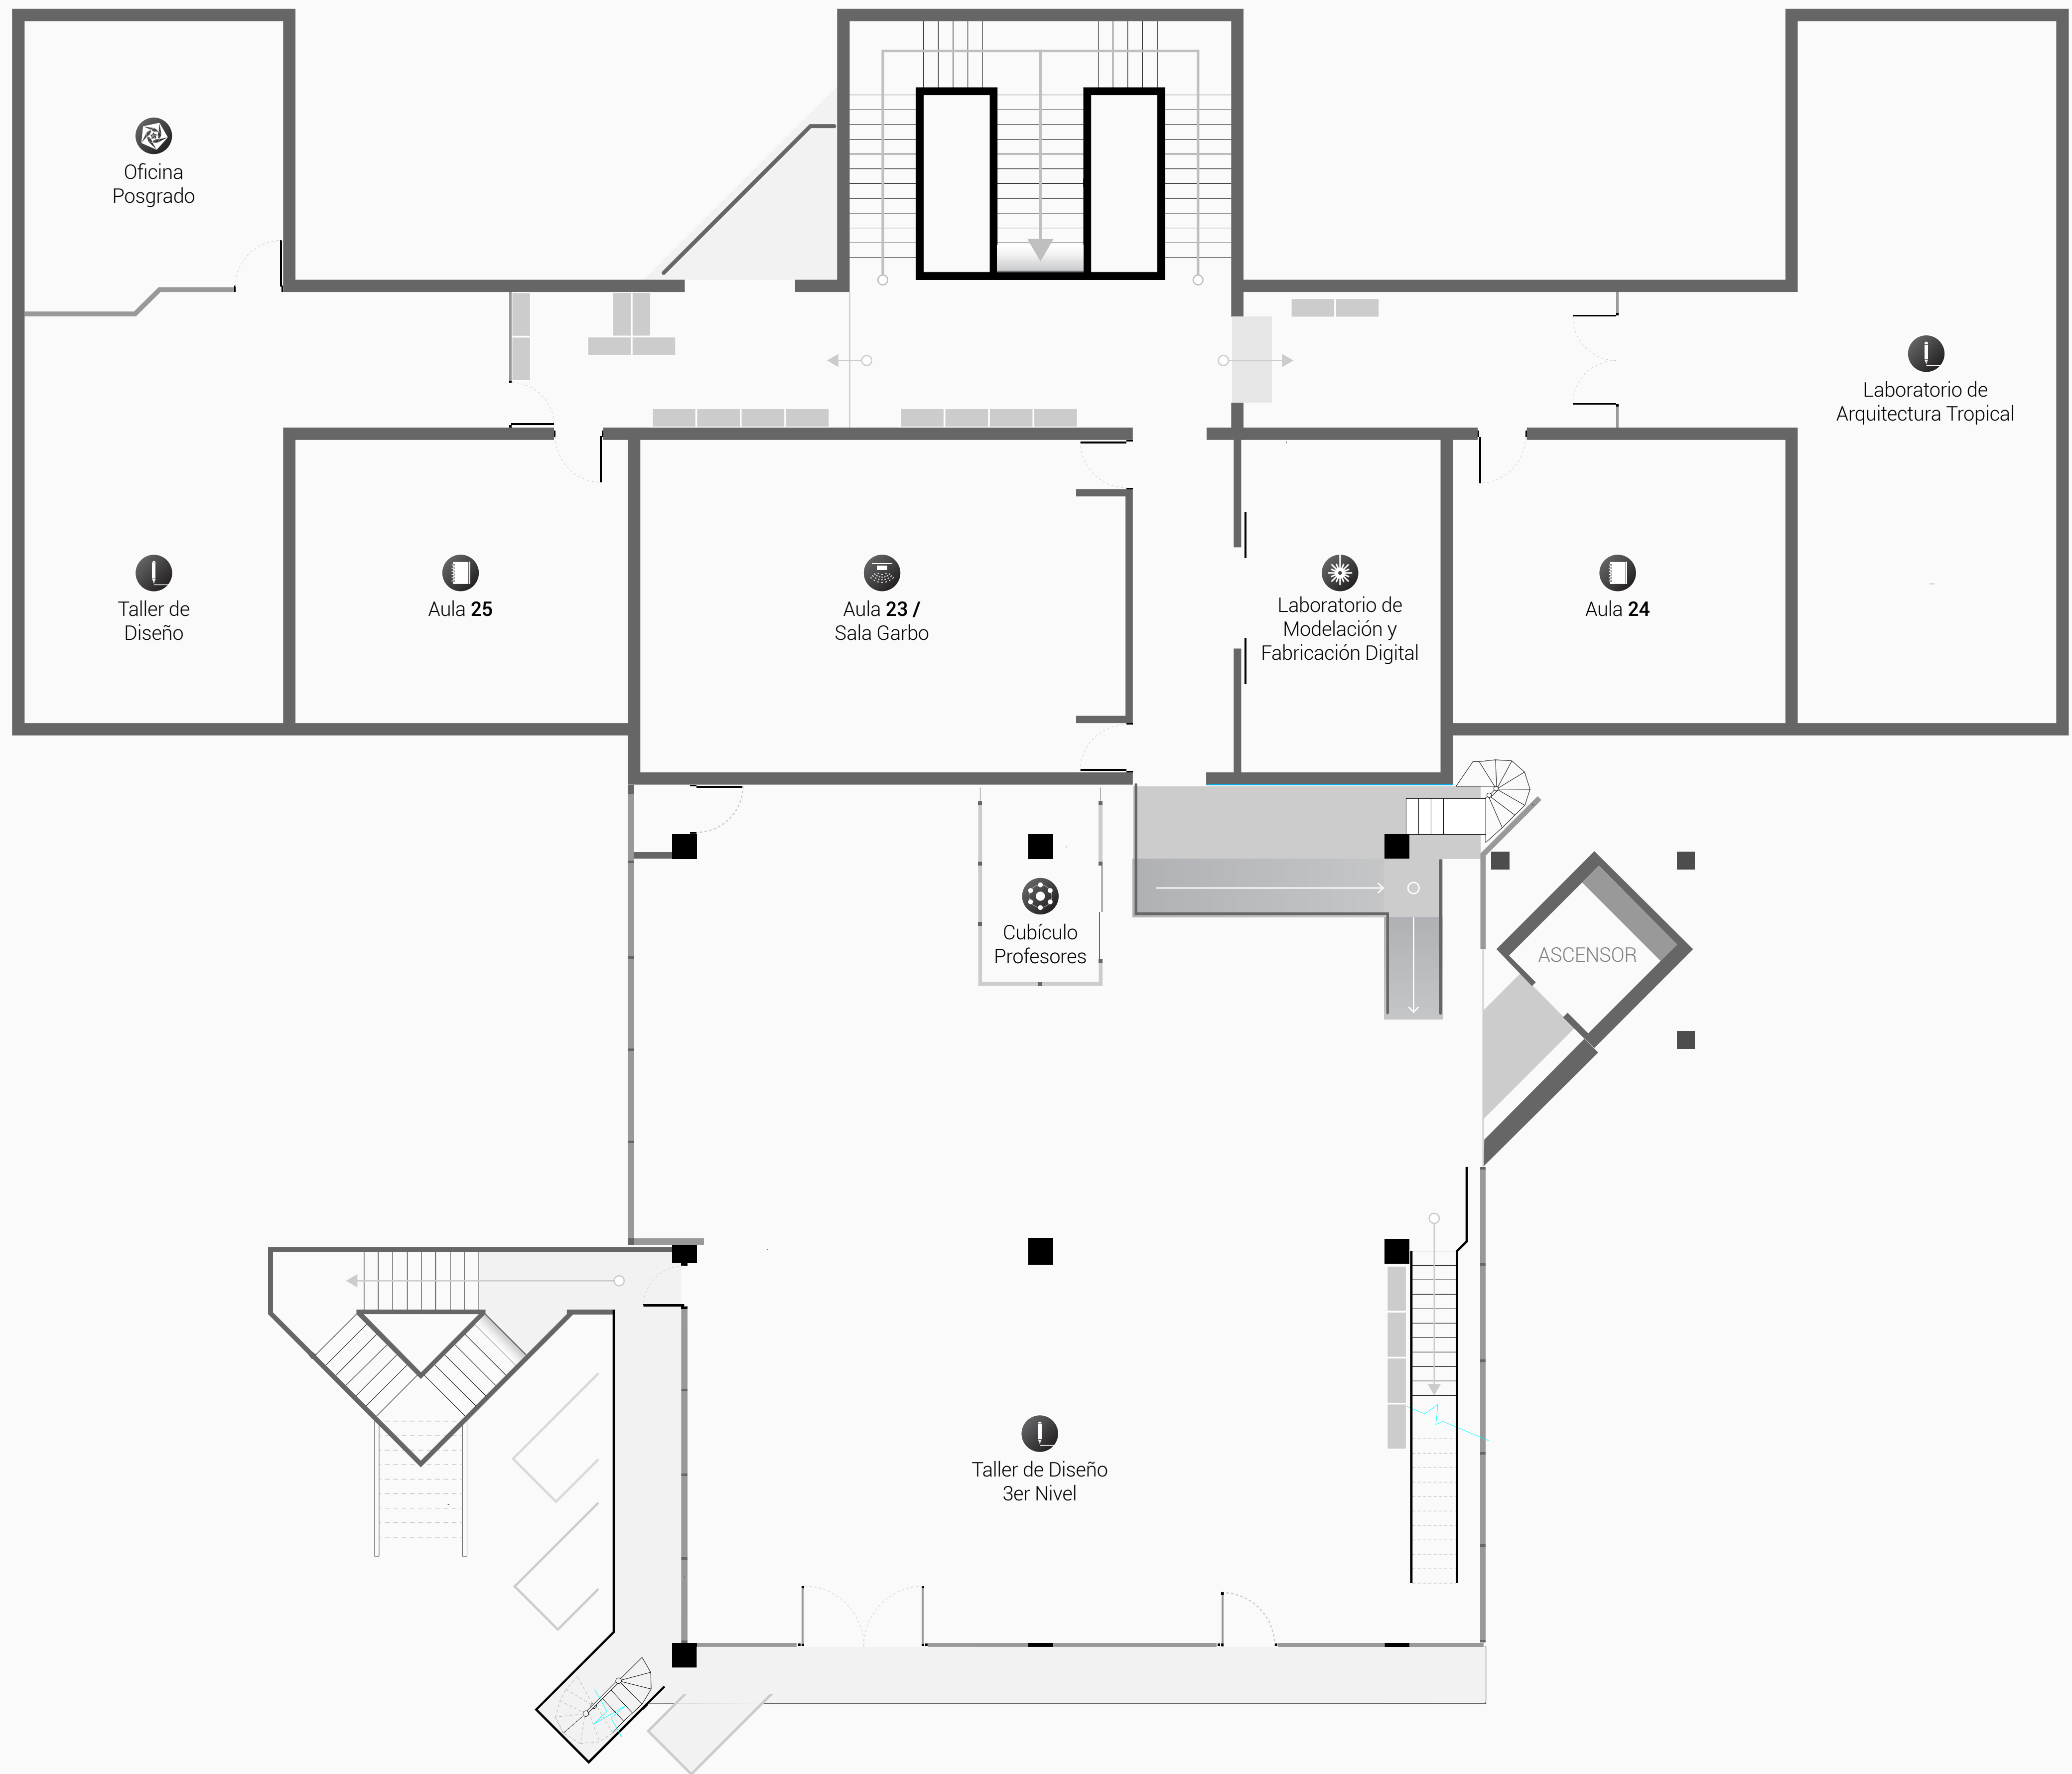 Oficina
Posgrado
Laboratorio de
Arquitectura Tropical
Taller de
Diseño
Aula 25
Aula 23 /
Sala Garbo
Laboratorio de
Modelación y
Fabricación Digital
Aula 24
Cubículo
Profesores
ASCENSOR
Taller de Diseño
3er Nivel